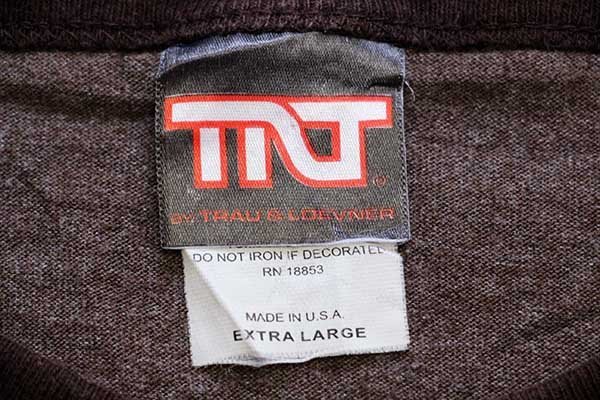 TNT®
BY TRAU & LOEVNER
DO NOT IRON IF DECORATED
RN 18853
MADE IN U.S.A.
EXTRA LARGE